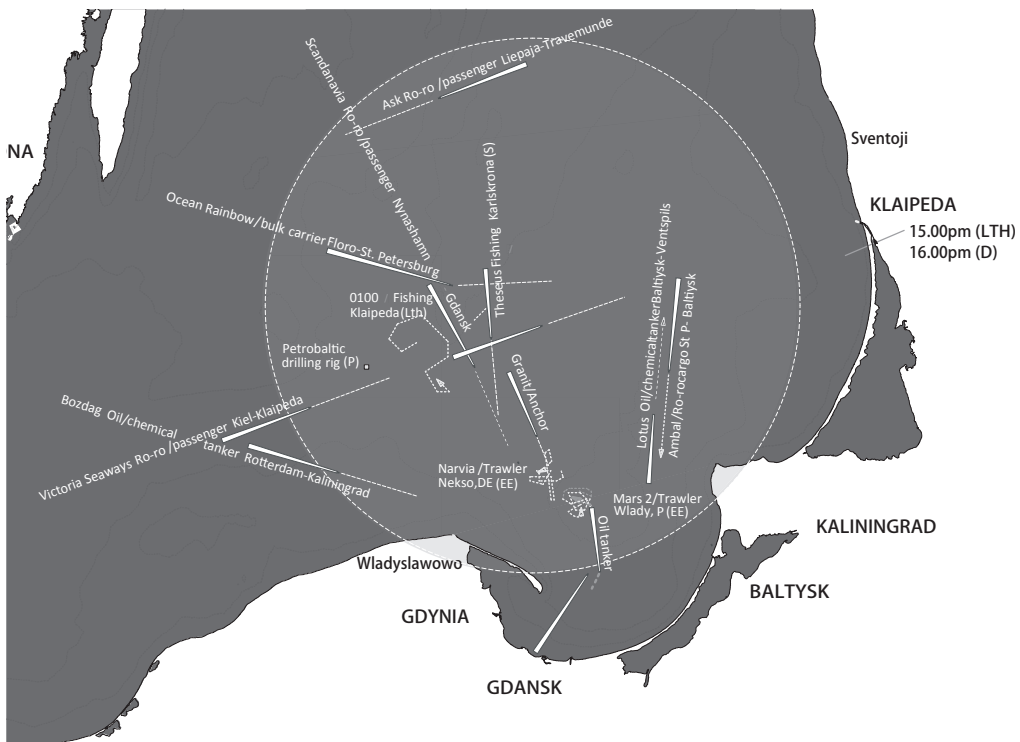 Ask Ro-ro /passenger Liepaja-Travemunde
Scandanavia Ro-ro/passenger Nynashamn
Gdansk
Sventoji
NA
KLAIPEDA
15.00pm (LTH)
16.00pm (D)
Ocean Rainbow/bulk carrier Floro-St. Petersburg
Theseus Fishing Karlskrona (S)
0100 / Fishing
Klaipeda (Lth)
Petrobaltic
drilling rig (P)
Granit/Anchor
Lotus Oil/chemicaltankerBaltiysk-Ventspils
Ambal/Ro-rocargo St P- Baltiysk
Victoria Seaways Ro-ro /passenger Kiel-Klaipeda
Bozdag Oil/chemical
tanker Rotterdam-Kaliningrad
Narvia /Trawler
Nekso,DE (EE)
Mars 2/Trawler
Wlady, P (EE)
Oil tanker
KALININGRAD
BALTYSK
Wladyslawowo
GDYNIA
GDANSK